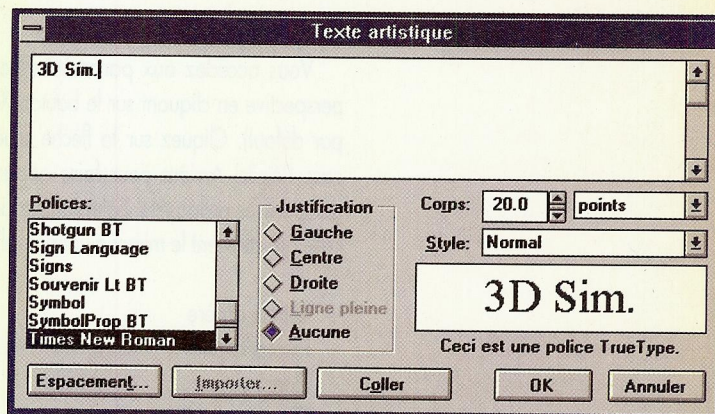 Texte artistique
3D Sim.
Polices:
Shotgun BT
Sign Language
Signs
Souvenir Lt BT
Symbol
SymbolProp BT
Times New Roman
Justification
Gauche
Centre
Droite
Ligne pleine
Aucune
Corps: 20.0 points
Style: Normal
3D Sim.
Ceci est une police TrueType.
Espacement... Importer... Coller OK Annuler